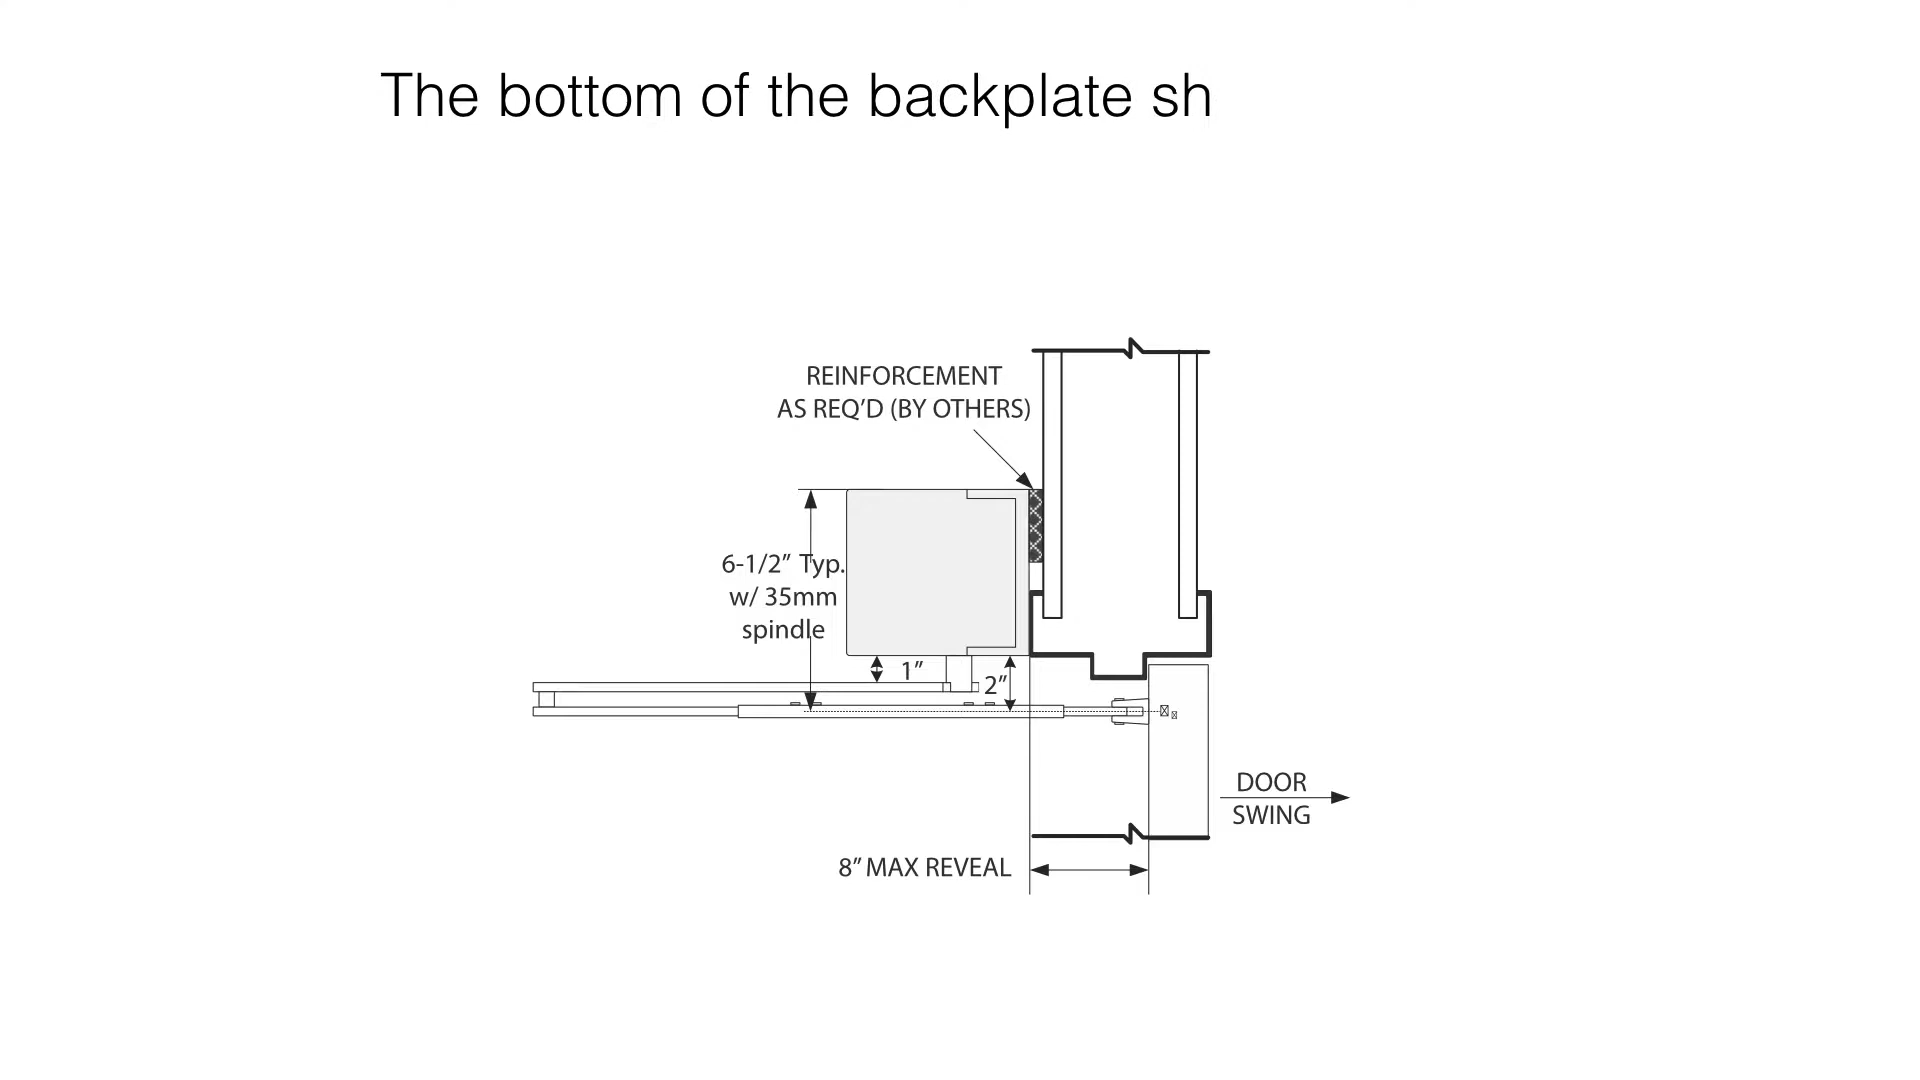 The bottom of the backplate sh
REINFORCEMENT
AS REQ’D (BY OTHERS)
6-1/2” Typ.
w/ 35mm
spindle
1”
2”
DOOR
SWING
8” MAX REVEAL